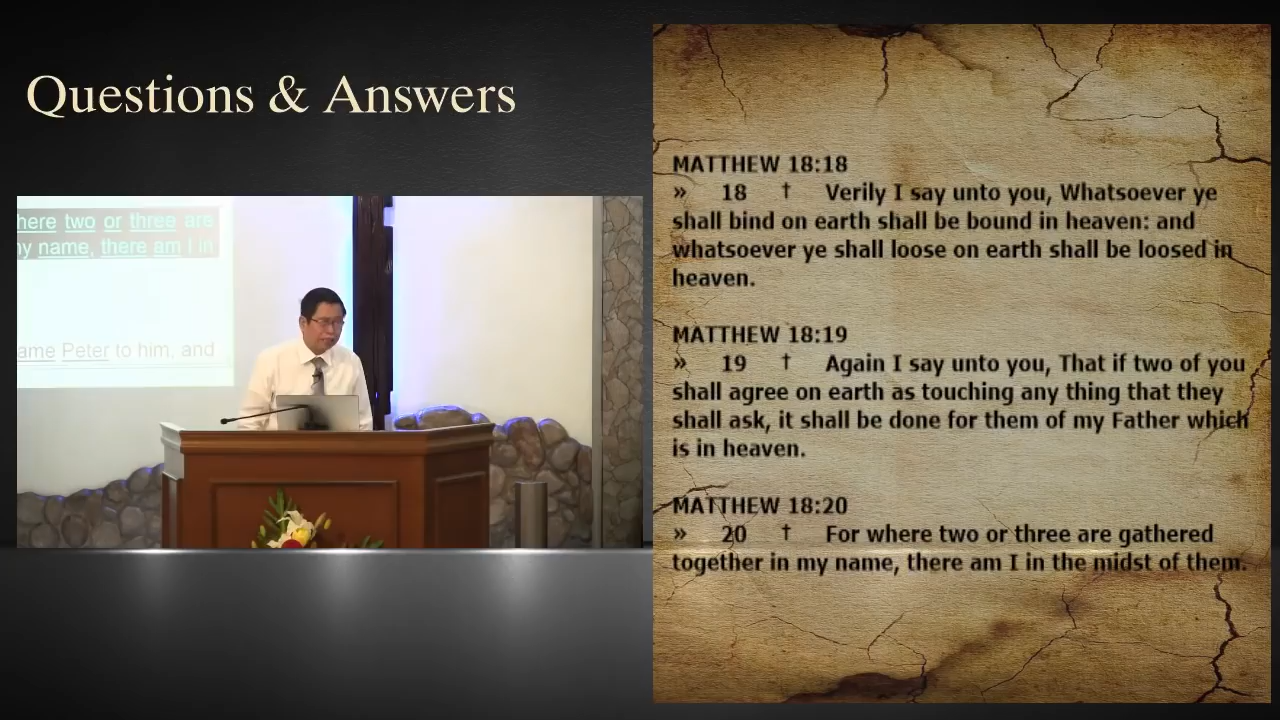 Questions & Answers
here two or three are
my name, there am I in
ame Peter to him, and
MATTHEW 18:18
» 18 † Verily I say unto you, Whatsoever ye
shall bind on earth shall be bound in heaven: and
whatsoever ye shall loose on earth shall be loosed in
heaven.
MATTHEW 18:19
» 19 † Again I say unto you, That if two of you
shall agree on earth as touching any thing that they
shall ask, it shall be done for them of my Father which
is in heaven.
MATTHEW 18:20
» 20 † For where two or three are gathered
together in my name, there am I in the midst of them.